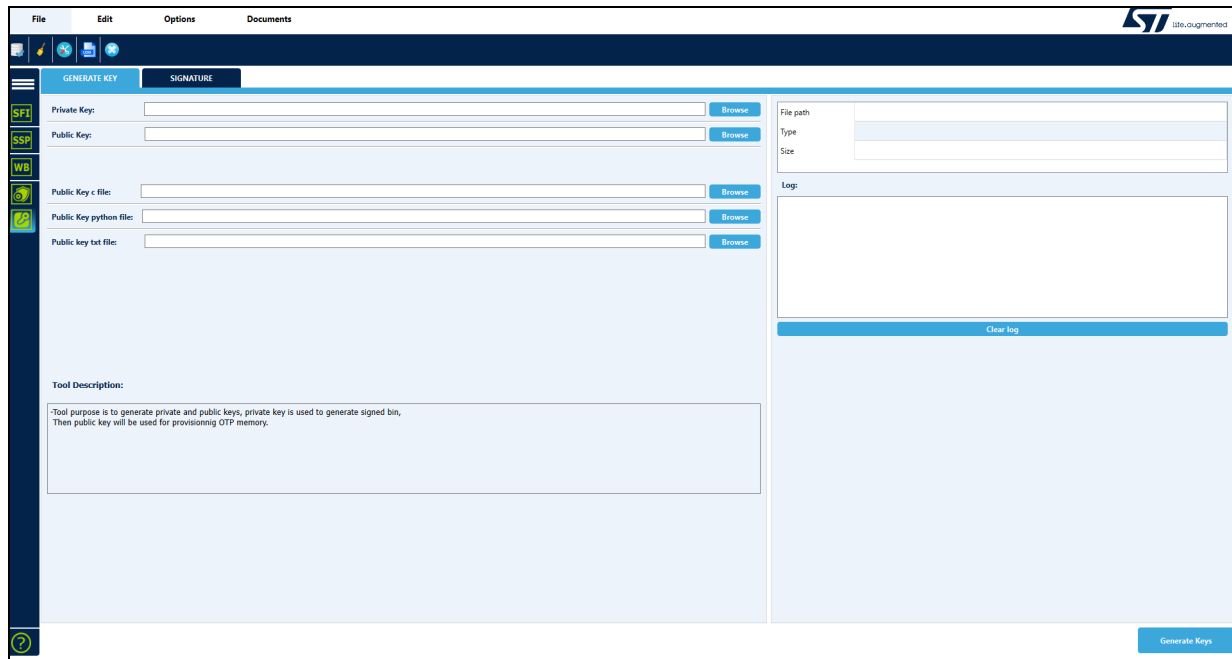 File Edit Options Documents
life.augmented
GENERATE KEY SIGNATURE
SFI
SSP
WB
Private Key: Browse
Public Key: Browse
Public Key c file: Browse
Public Key python file: Browse
Public key txt file: Browse
Tool Description:
-Tool purpose is to generate private and public keys, private key is used to generate signed bin,
Then public key will be used for provisionnig OTP memory.
File path
Type
Size
Log:
Clear log
?
Generate Keys